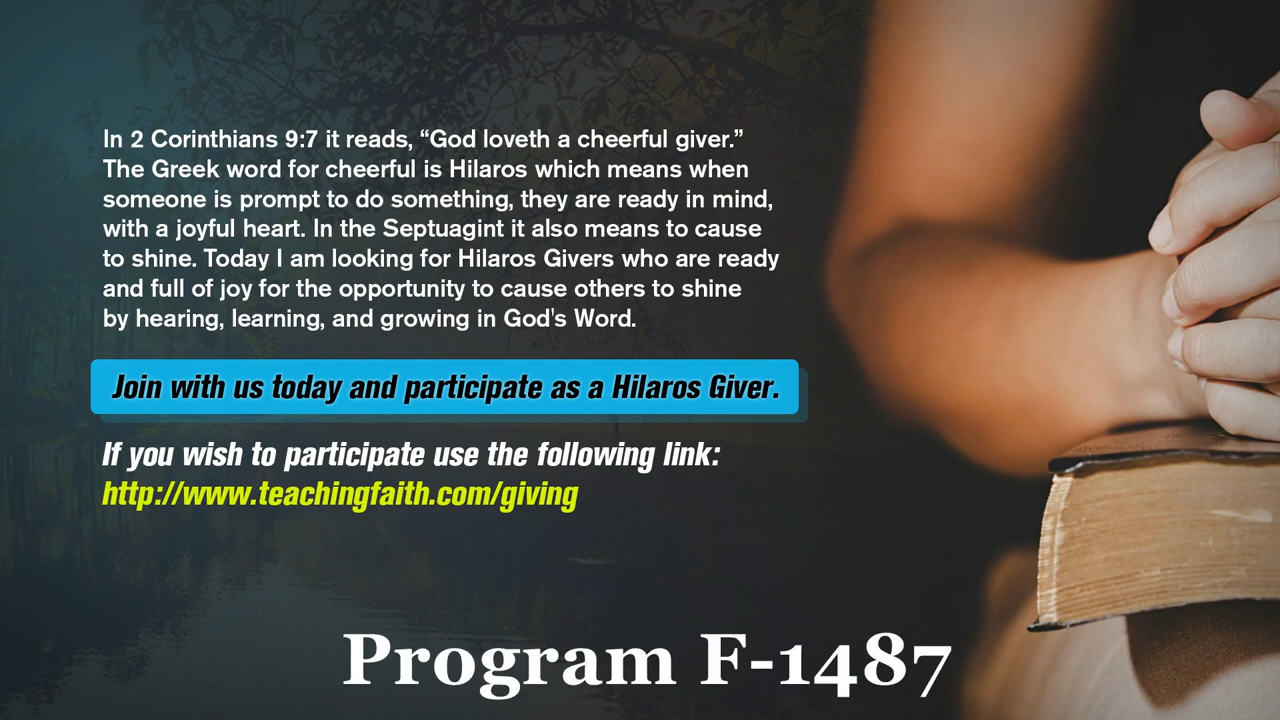 In 2 Corinthians 9:7 it reads, “God loveth a cheerful giver.”
The Greek word for cheerful is Hilaros which means when
someone is prompt to do something, they are ready in mind,
with a joyful heart. In the Septuagint it also means to cause
to shine. Today I am looking for Hilaros Givers who are ready
and full of joy for the opportunity to cause others to shine
by hearing, learning, and growing in God's Word.
Join with us today and participate as a Hilaros Giver.
If you wish to participate use the following link:
http://www.teachingfaith.com/giving
Program F-1487